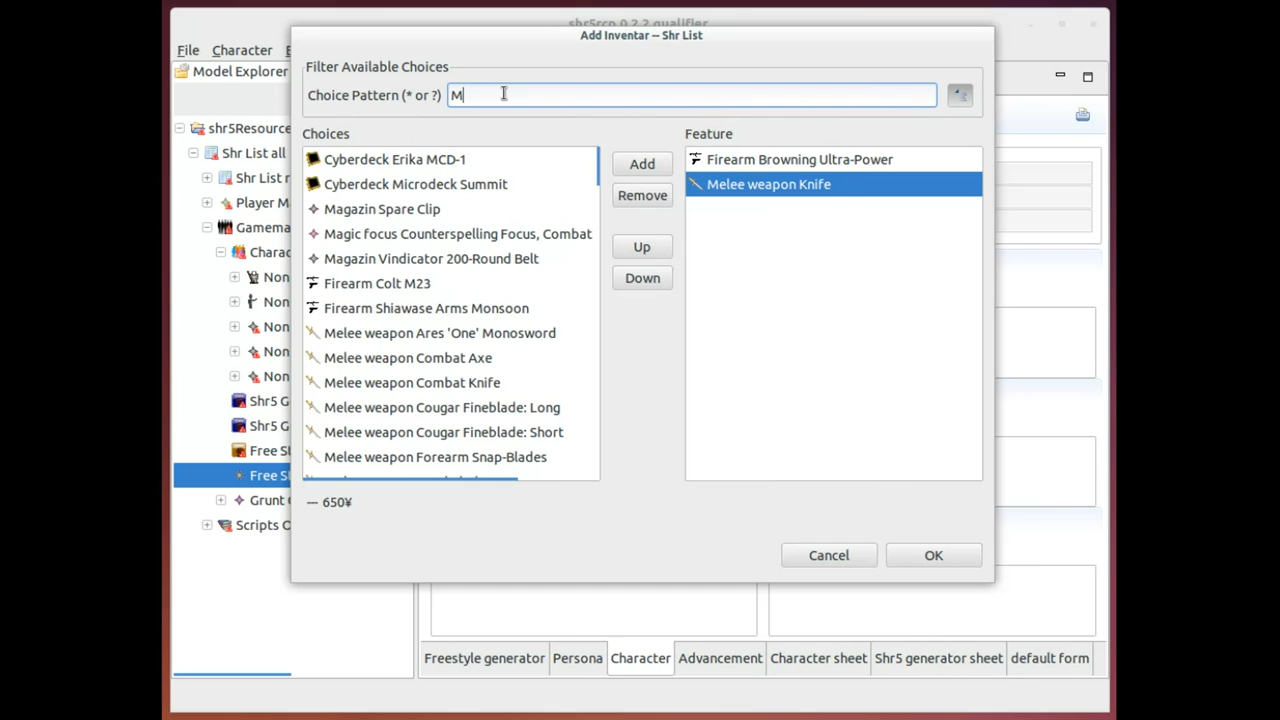 shr5rcp 0.2.2.qualifier
Add Inventar -- Shr List
File Character
Model Explorer
Filter Available Choices
Choice Pattern (* or ?) M
shr5Resource
Shr List all
Shr List
Player M
Gamema
Charac
Non
Non
Non
Non
Non
Shr5 G
Shr5 G
Free S
Free S
Grunt
Scripts O
Choices
Cyberdeck Erika MCD-1
Cyberdeck Microdeck Summit
Magazin Spare Clip
Magic focus Counterspelling Focus, Combat
Magazin Vindicator 200-Round Belt
Firearm Colt M23
Firearm Shiawase Arms Monsoon
Melee weapon Ares 'One' Monosword
Melee weapon Combat Axe
Melee weapon Combat Knife
Melee weapon Cougar Fineblade: Long
Melee weapon Cougar Fineblade: Short
Melee weapon Forearm Snap-Blades
Add
Remove
Up
Down
Feature
Firearm Browning Ultra-Power
Melee weapon Knife
--- 650¥
Cancel
OK
Freestyle generator Persona Character Advancement Character sheet Shr5 generator sheet default form